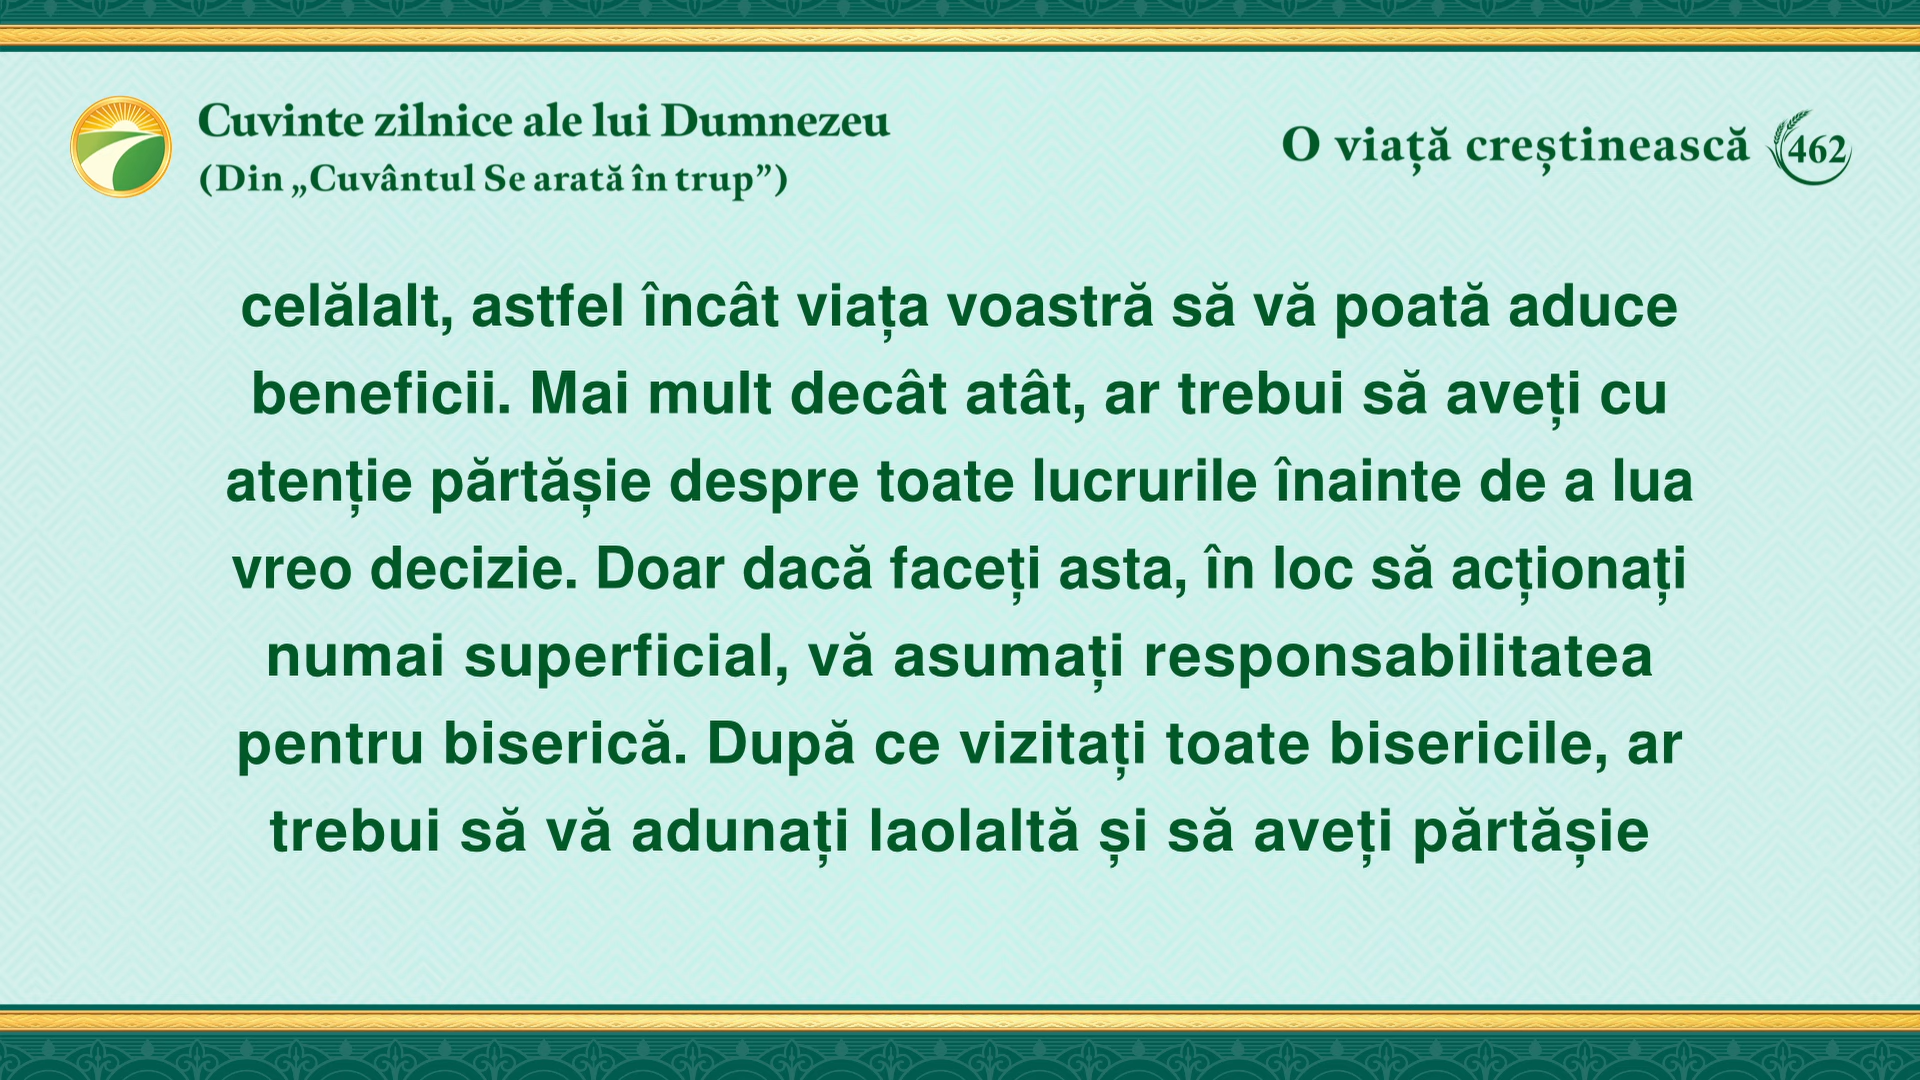 Cuvinte zilnice ale lui Dumnezeu
(Din „Cuvântul Se arată în trup”)
O viață creștinească 462
celălalt, astfel încât viața voastră să vă poată aduce
beneficii. Mai mult decât atât, ar trebui să aveți cu
atenție părtășie despre toate lucrurile înainte de a lua
vreo decizie. Doar dacă faceți asta, în loc să acționați
numai superficial, vă asumați responsabilitatea
pentru biserică. După ce vizitați toate bisericile, ar
trebui să vă adunați laolaltă și să aveți părtășie